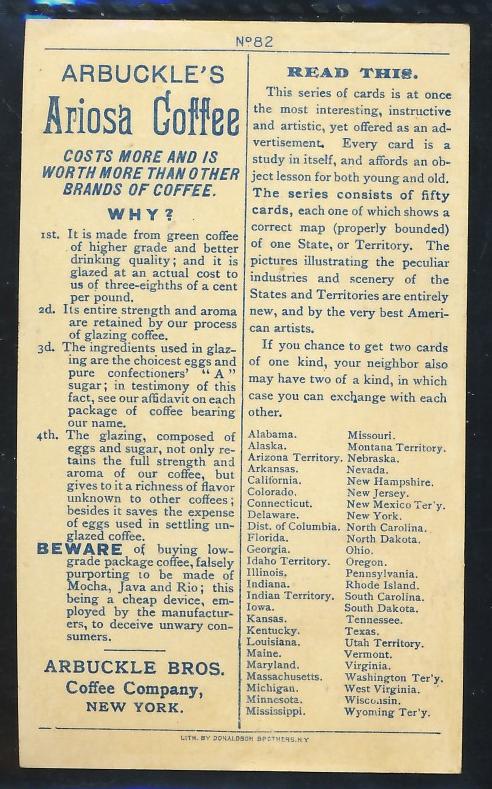 Nº82
ARBUCKLE'S
Ariosa Coffee
COSTS MORE AND IS
WORTH MORE THAN OTHER
BRANDS OF COFFEE.
WHY?
1st. It is made from green coffee
of higher grade and better
drinking quality; and it is
glazed at an actual cost to
us of three-eighths of a cent
per pound.
2d. Its entire strength and aroma
are retained by our process
of glazing coffee.
3d. The ingredients used in glaz-
ing are the choicest eggs and
pure confectioners' "A"
sugar; in testimony of this
fact, see our affidavit on each
package of coffee bearing
our name.
4th. The glazing, composed of
eggs and sugar, not only re-
tains the full strength and
aroma of our coffee, but
gives to it a richness of flavor
unknown to other coffees;
besides it saves the expense
of eggs used in settling un-
glazed coffee.
BEWARE of buying low-
grade package coffee, falsely
purporting to be made of
Mocha, Java and Rio; this
being a cheap device, em-
ployed by the manufactur-
ers, to deceive unwary con-
sumers.
ARBUCKLE BROS.
Coffee Company,
NEW YORK.
READ THIS.
This series of cards is at once
the most interesting, instructive
and artistic, yet offered as an ad-
vertisement. Every card is a
study in itself, and affords an ob-
ject lesson for both young and old.
The series consists of fifty
cards, each one of which shows a
correct map (properly bounded)
of one State, or Territory. The
pictures illustrating the peculiar
industries and scenery of the
States and Territories are entirely
new, and by the very best Ameri-
can artists.
If you chance to get two cards
of one kind, your neighbor also
may have two of a kind, in which
case you can exchange with each
other.
Alabama.
Alaska.
Arizona Territory.
Arkansas.
California.
Colorado.
Connecticut.
Delaware.
Dist. of Columbia.
Florida.
Georgia.
Idaho Territory.
Illinois.
Indiana.
Indian Territory.
Iowa.
Kansas.
Kentucky.
Louisiana.
Maine.
Maryland.
Massachusetts.
Michigan.
Minnesota.
Mississippi.
Missouri.
Montana Territory.
Nebraska.
Nevada.
New Hampshire.
New Jersey.
New Mexico Ter'y.
New York.
North Carolina.
North Dakota.
Ohio.
Oregon.
Pennsylvania.
Rhode Island.
South Carolina.
South Dakota.
Tennessee.
Texas.
Utah Territory.
Vermont.
Virginia.
Washington Ter'y.
West Virginia.
Wisconsin.
Wyoming Ter'y.
LITH. BY DONALDSON BROTHERS, N.Y.